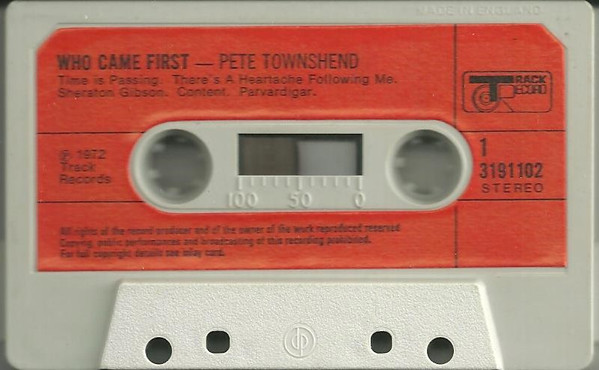 MADE IN ENGLAND
WHO CAME FIRST — PETE TOWNSHEND
Time is Passing. There's A Heartache Following Me.
Sheraton Gibson. Content. Parvardigar.
TRACK
RECORD
℗ 1972
Track
Records
1
3191102
STEREO
100 50 0
All rights of the record producer and of the owner of the work reproduced reserved
Copying, public performances and broadcasting of this recording prohibited.
For full copyright details see inlay card.